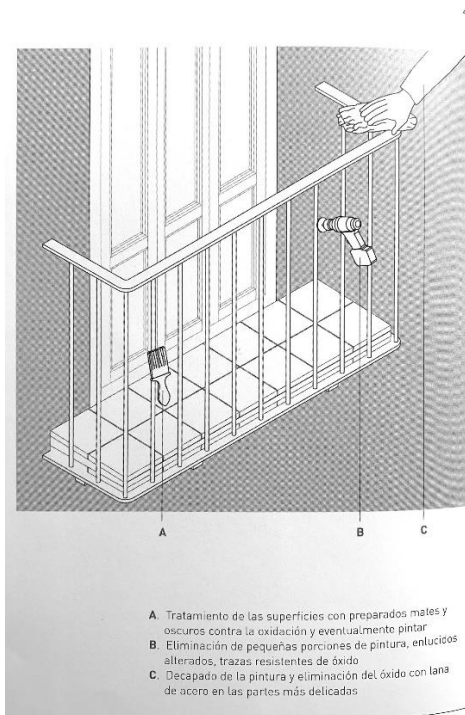 A
B
C
A. Tratamiento de las superficies con preparados mates y
oscuros contra la oxidación y eventualmente pintar
B. Eliminación de pequeñas porciones de pintura, enlucidos
alterados, trazas resistentes de óxido
C. Decapado de la pintura y eliminación del óxido con lana
de acero en las partes más delicadas